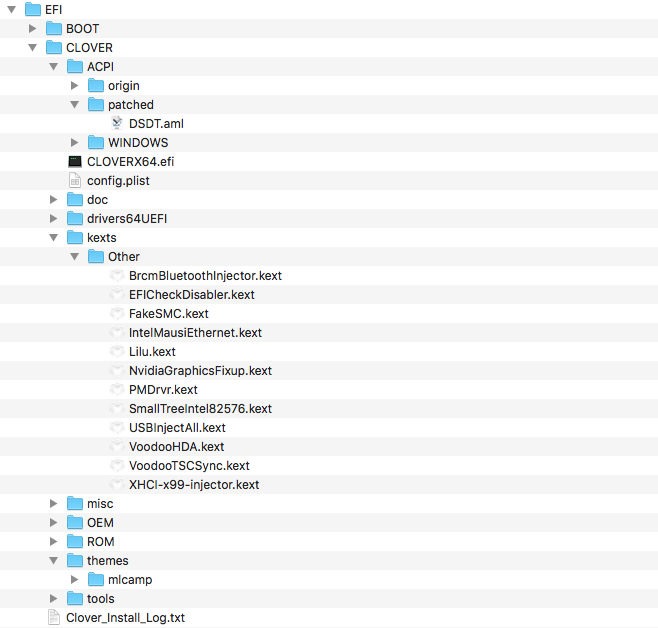 EFI
BOOT
CLOVER
ACPI
origin
patched
DSDT.aml
WINDOWS
CLOVERX64.efi
config.plist
doc
drivers64UEFI
kexts
Other
BrcmBluetoothInjector.kext
EFICheckDisabler.kext
FakeSMC.kext
IntelMausiEthernet.kext
Lilu.kext
NvidiaGraphicsFixup.kext
PMDrvr.kext
SmallTreeIntel82576.kext
USBInjectAll.kext
VoodooHDA.kext
VoodooTSCSync.kext
XHCI-x99-injector.kext
misc
OEM
ROM
themes
mlcamp
tools
Clover_Install_Log.txt